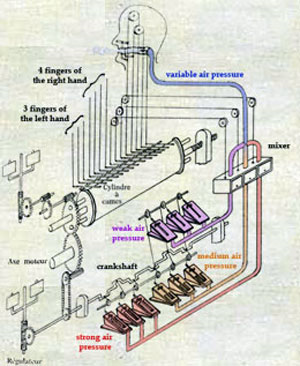 4 fingers of
the right hand
variable air pressure
3 fingers of
the left hand
mixer
Cylindre
à
cames
weak air
pressure
Axe moteur
crankshaft
medium air
pressure
strong air
pressure
Régulateur